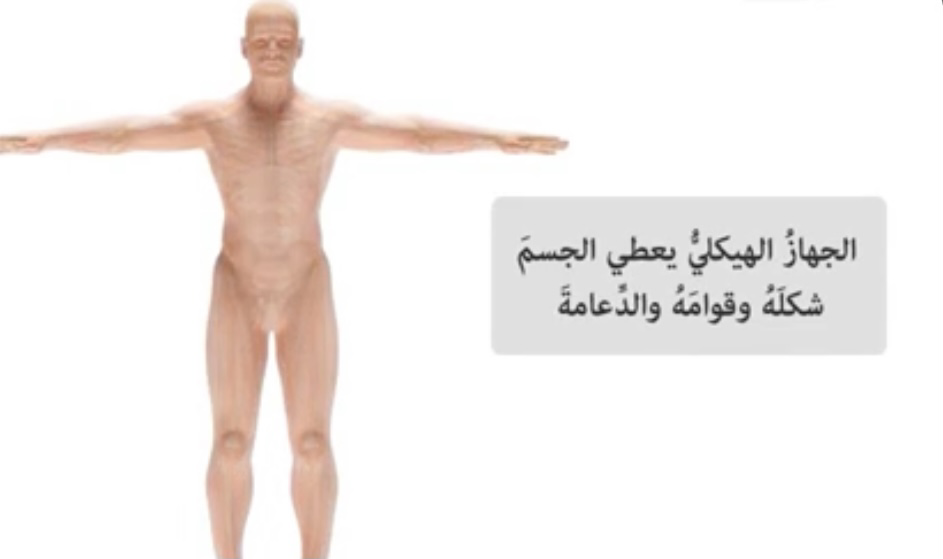 الجهازُ الهيكليُّ يعطي الجسمَ
شكلَهُ وقوامَهُ والدِّعامةَ